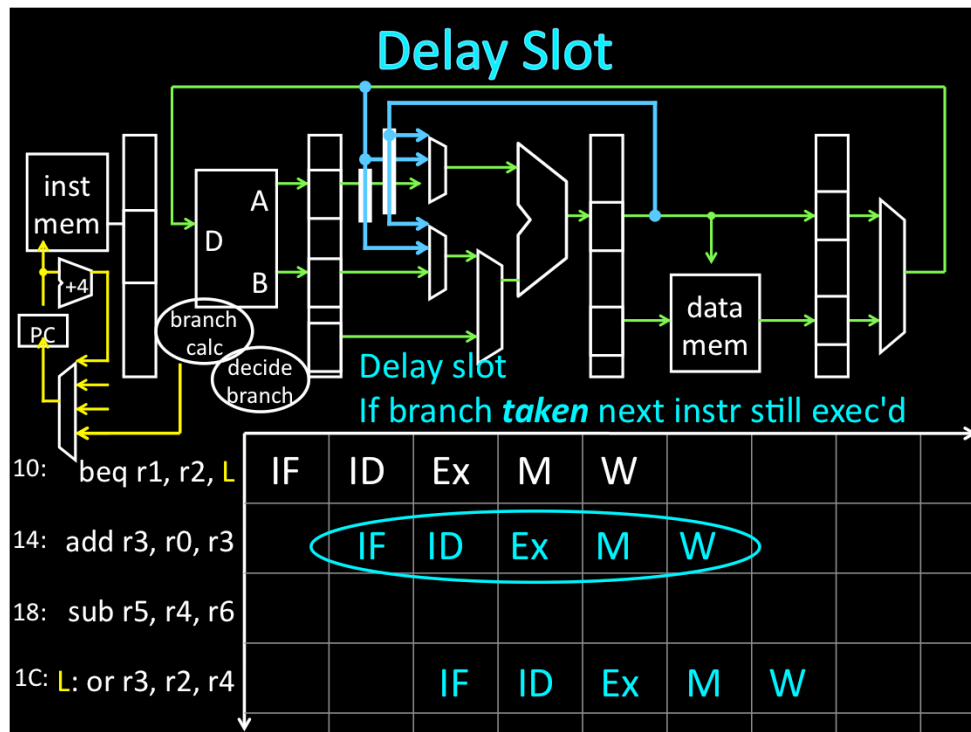 Delay Slot
inst
mem
A
D
B
+4
PC
branch
calc
decide
branch
data
mem
Delay slot
If branch taken next instr still exec'd
10: beq r1, r2, L IF ID Ex M W
14: add r3, r0, r3 IF ID Ex M W
18: sub r5, r4, r6
1C: L: or r3, r2, r4 IF ID Ex M W